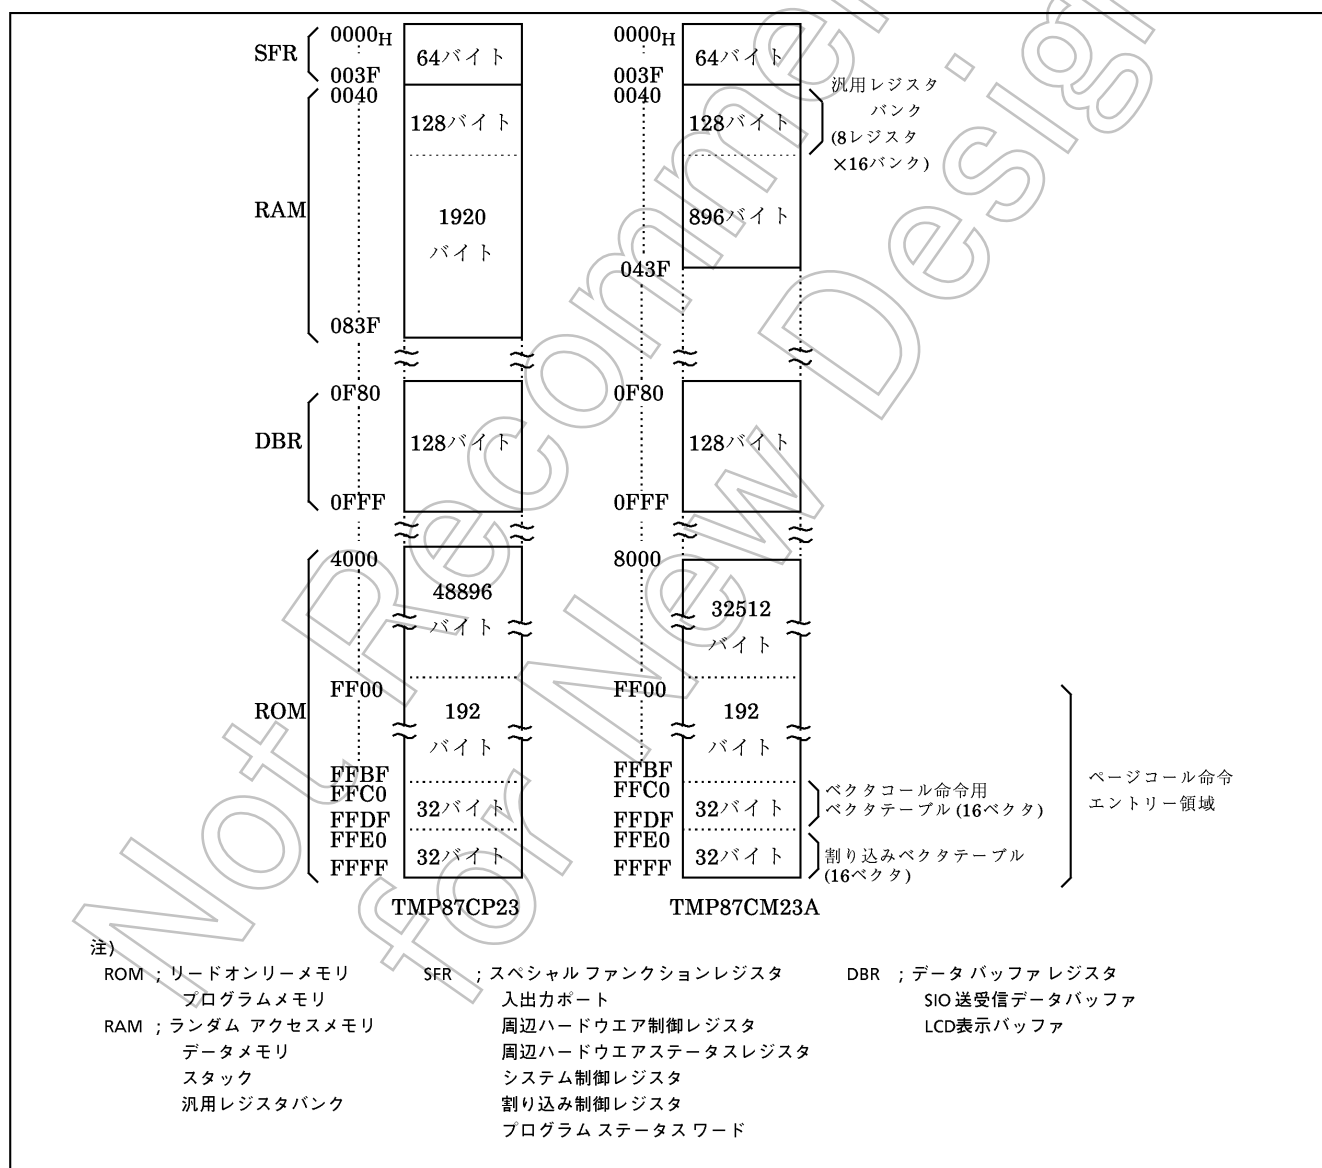 SFR
0000H
003F
64バイト
RAM
0040
128バイト
1920
バイト
083F
DBR
0F80
128バイト
0FFF
ROM
4000
48896
バイト
FF00
192
バイト
FFBF
FFC0
32バイト
FFDF
FFE0
32バイト
FFFF
TMP87CP23
0000H
003F
64バイト
0040
128バイト
896バイト
043F
汎用レジスタ
バンク
(8レジスタ
×16バンク)
0F80
128バイト
0FFF
8000
32512
バイト
FF00
192
バイト
FFBF
FFC0
32バイト
FFDF
FFE0
32バイト
FFFF
ベクタコール命令用
ベクタテーブル (16ベクタ)
割り込みベクタテーブル
(16ベクタ)
ページコール命令
エントリー領域
TMP87CM23A
注)
ROM ; リードオンリーメモリ
プログラムメモリ
RAM ; ランダム アクセスメモリ
データメモリ
スタック
汎用レジスタバンク
SFR ; スペシャル ファンクションレジスタ
入出力ポート
周辺ハードウエア制御レジスタ
周辺ハードウエアステータスレジスタ
システム制御レジスタ
割り込み制御レジスタ
プログラム ステータス ワード
DBR ; データ バッファ レジスタ
SIO 送受信データバッファ
LCD表示バッファ
Not Recommen
for New Design